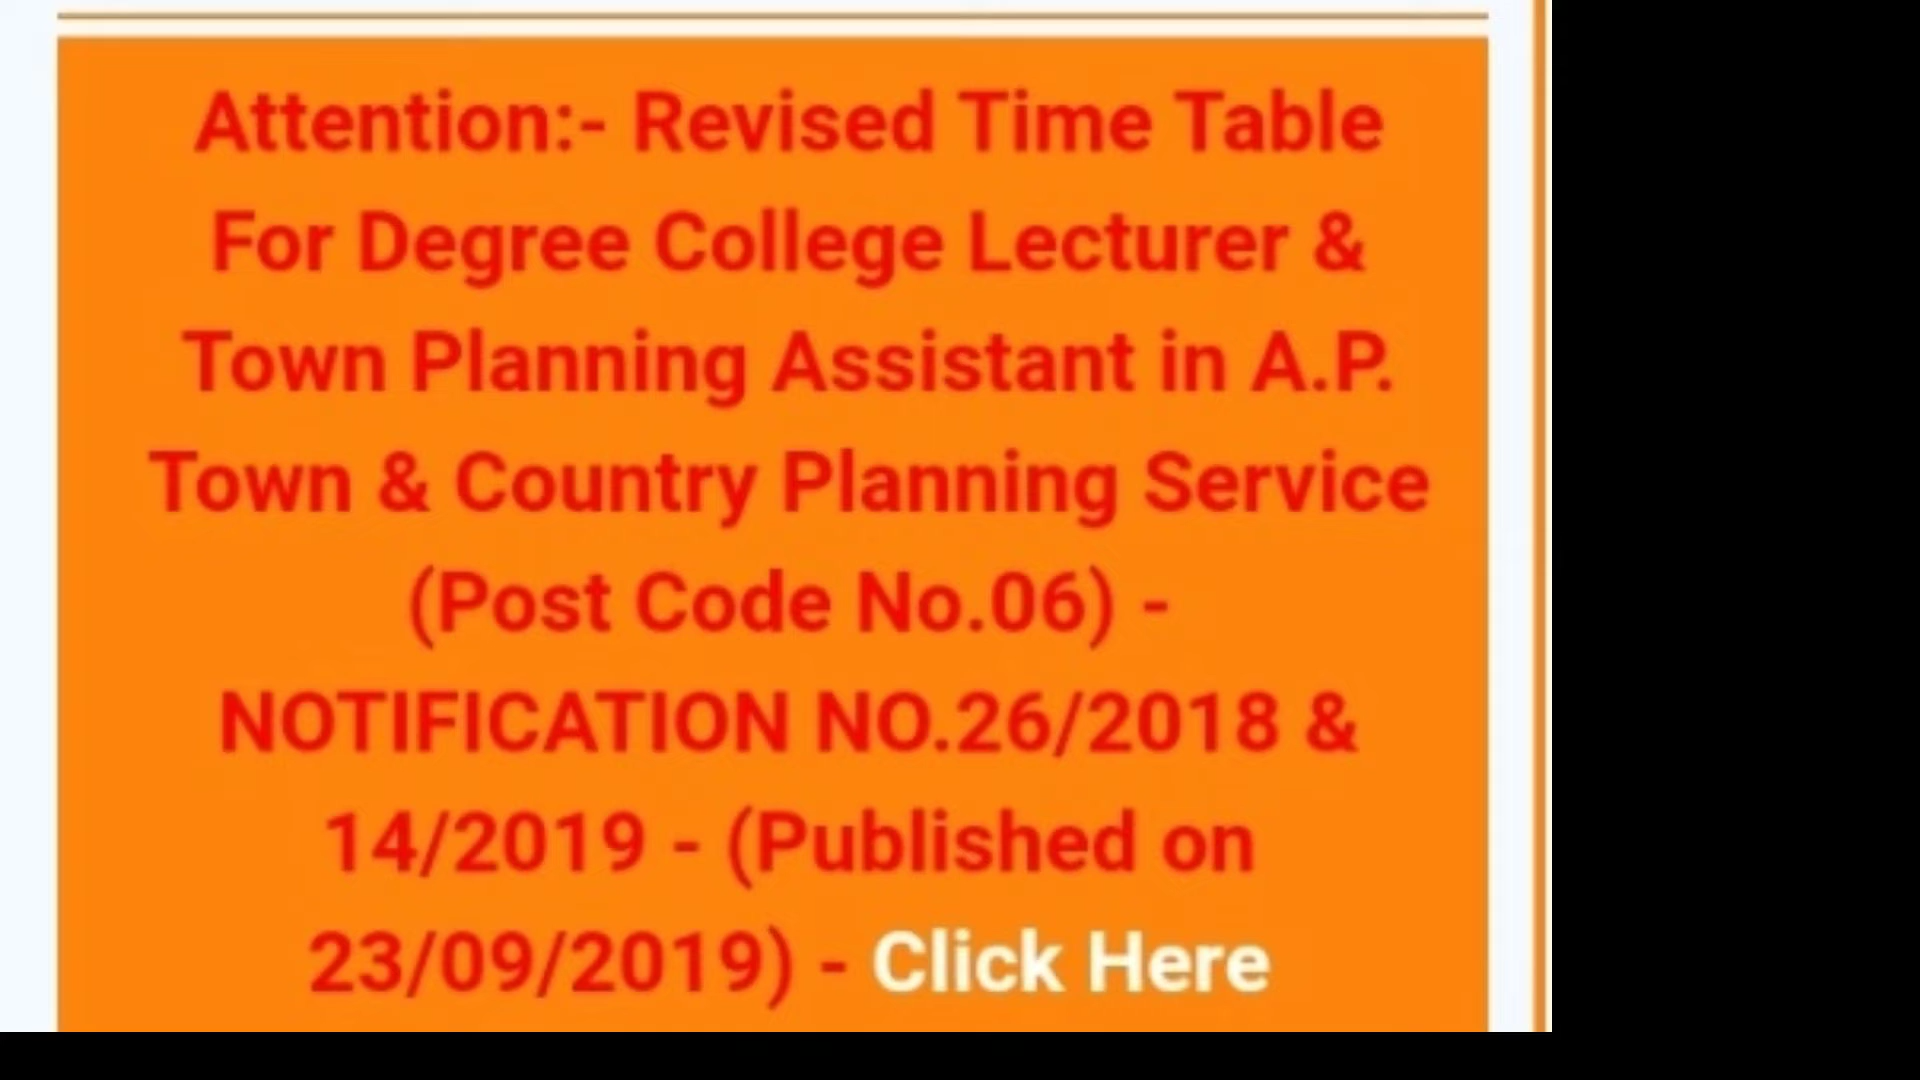 Attention:- Revised Time Table
For Degree College Lecturer &
Town Planning Assistant in A.P.
Town & Country Planning Service
(Post Code No.06) -
NOTIFICATION NO.26/2018 &
14/2019 - (Published on
23/09/2019) - Click Here